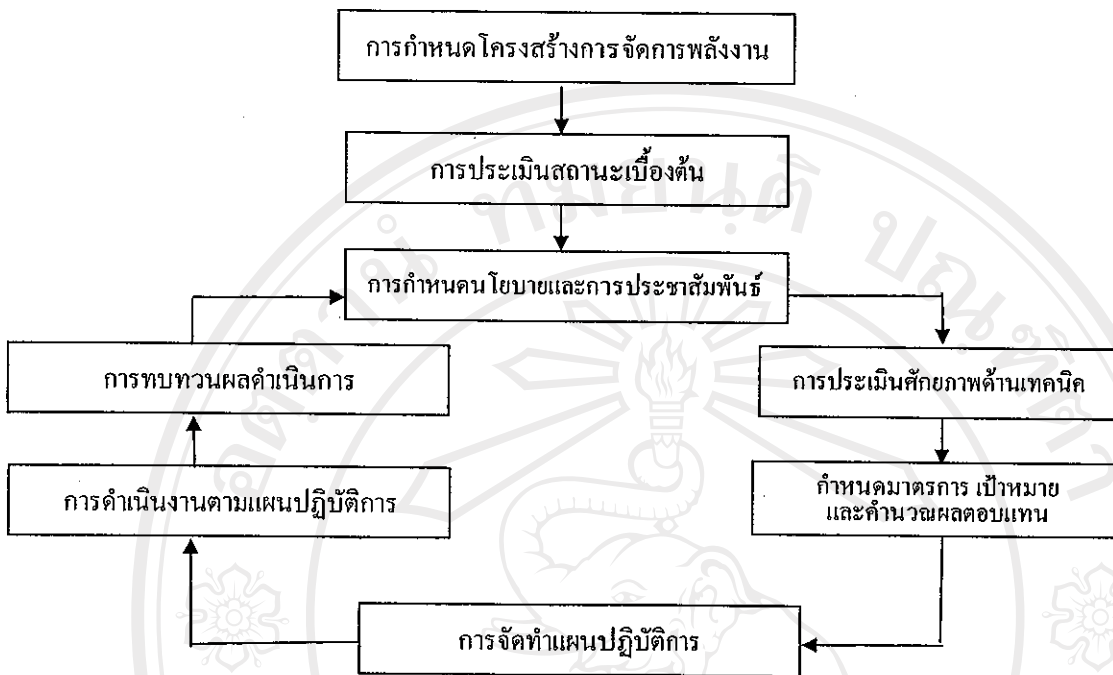 การกำหนดโครงสร้างการจัดการพลังงาน
การประเมินสถานะเบื้องต้น
การกำหนดนโยบายและการประชาสัมพันธ์
การทบทวนผลดำเนินการ
การประเมินศักยภาพด้านเทคนิค
การดำเนินงานตามแผนปฏิบัติการ
กำหนดมาตรการ เป้าหมาย
และคำนวณผลตอบแทน
การจัดทำแผนปฏิบัติการ